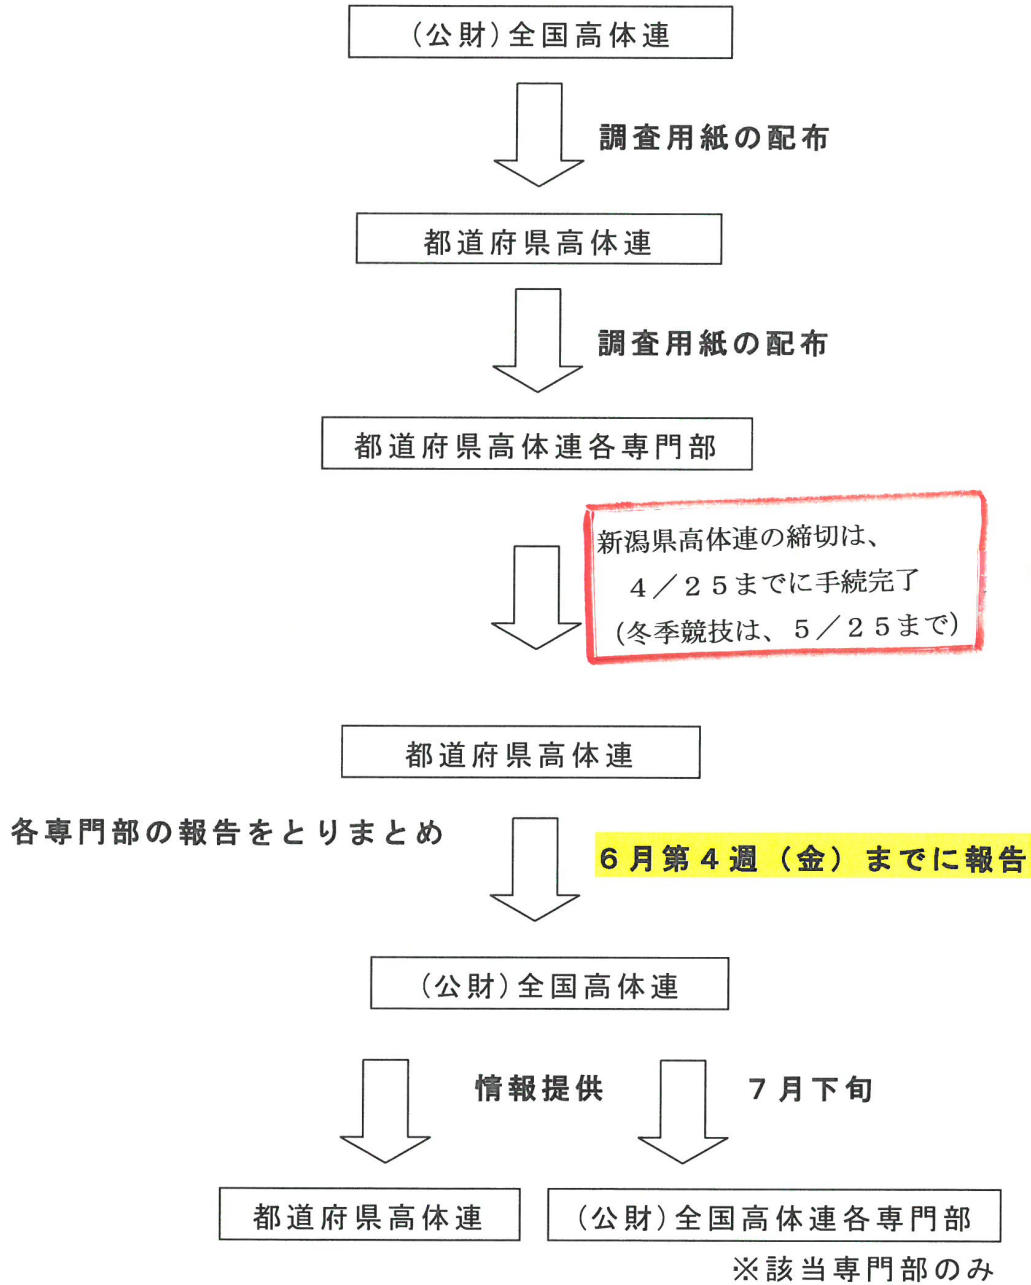 (公財)全国高体連
調査用紙の配布
都道府県高体連
調査用紙の配布
都道府県高体連各専門部
新潟県高体連の締切は、
４／２５までに手続完了
(冬季競技は、５／２５まで)
都道府県高体連
各専門部の報告をとりまとめ
６月第４週（金）までに報告
(公財)全国高体連
情報提供
７月下旬
都道府県高体連
(公財)全国高体連各専門部
※該当専門部のみ